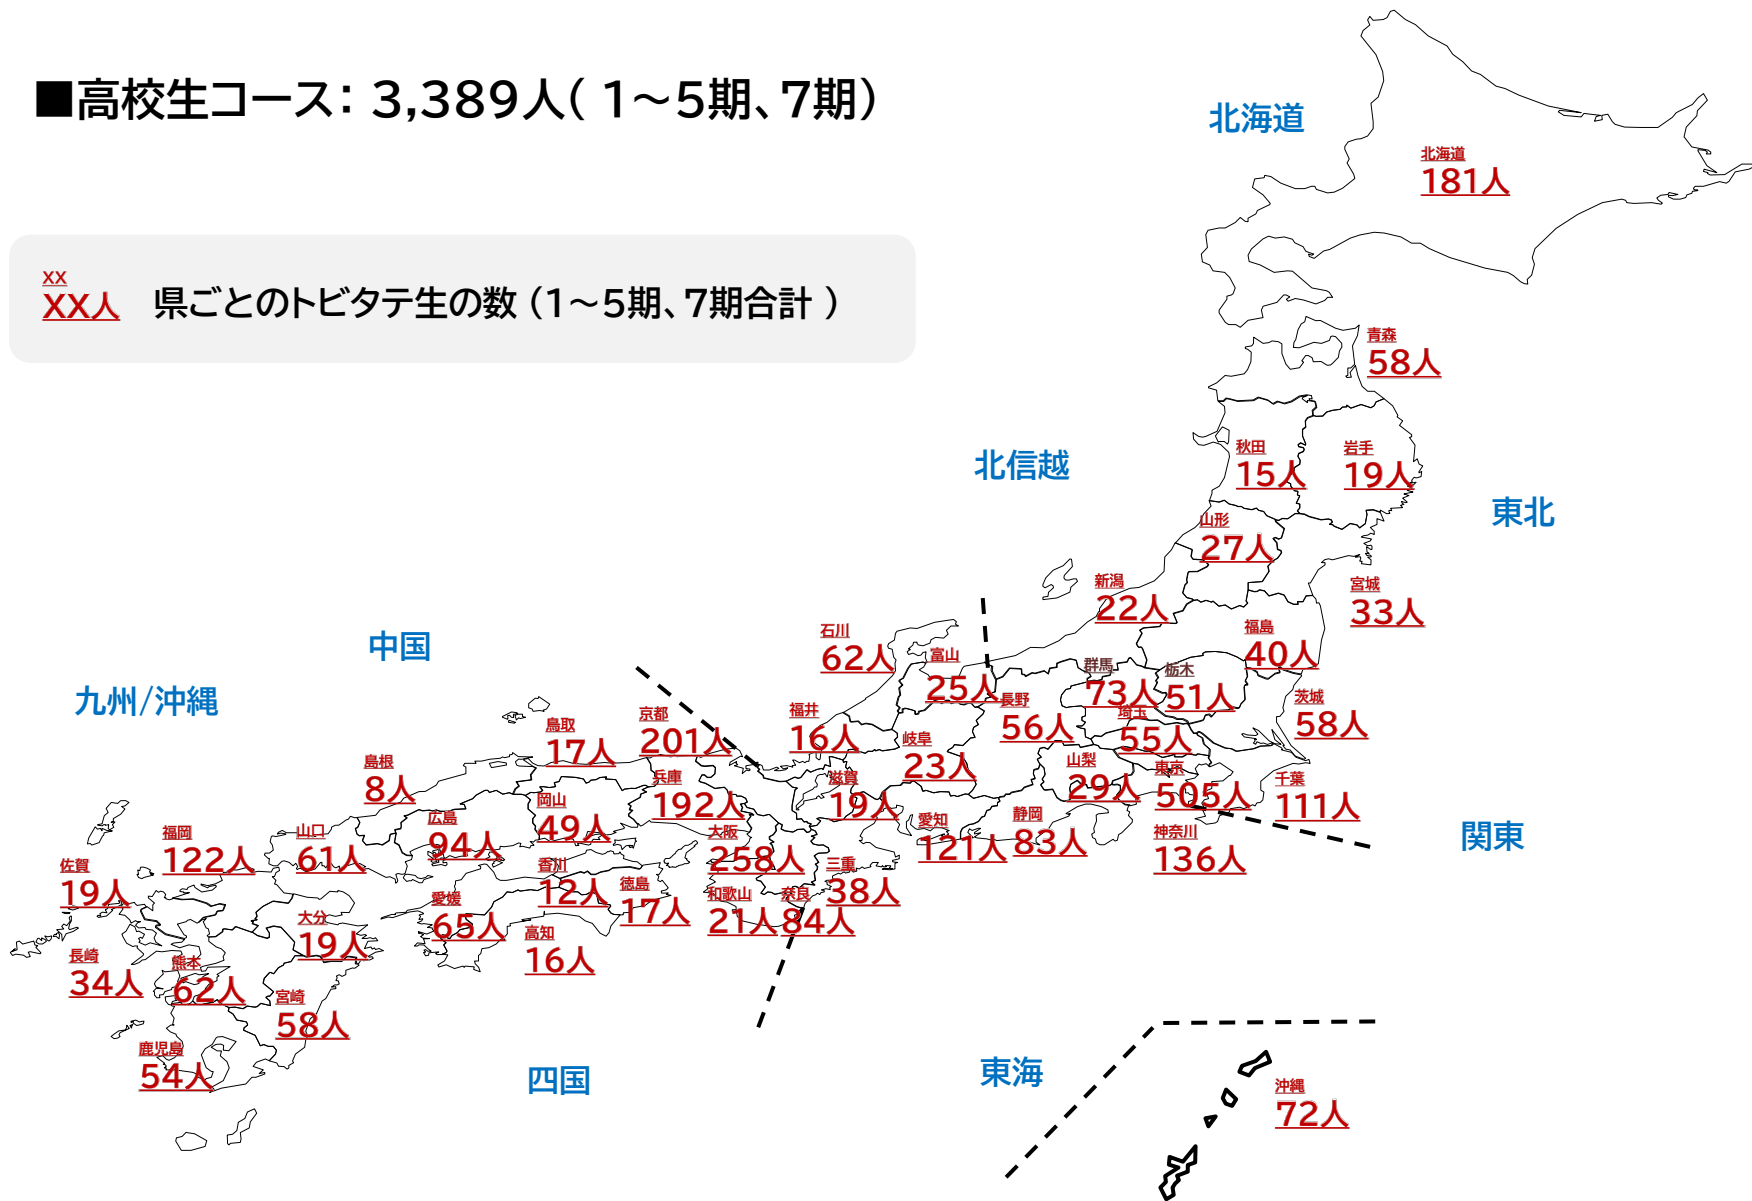 ■高校生コース：3,389人( 1～5期、7期)
xx
XX人 県ごとのトビタテ生の数 (1～5期、7期合計 )
北海道
北海道
181人
青森
58人
北信越
秋田
15人
岩手
19人
東北
山形
27人
新潟
22人
宮城
33人
福島
40人
中国
石川
62人
富山
25人
群馬
73人
栃木
51人
茨城
58人
九州/沖縄
鳥取
17人
京都
201人
福井
16人
岐阜
23人
長野
56人
埼玉
55人
島根
8人
岡山
49人
兵庫
192人
滋賀
19人
山梨
29人
東京
505人
千葉
111人
関東
佐賀
19人
福岡
122人
山口
61人
広島
94人
大阪
258人
愛知
121人
静岡
83人
神奈川
136人
香川
12人
徳島
17人
和歌山
21人
奈良
84人
三重
38人
愛媛
65人
高知
16人
大分
19人
長崎
34人
熊本
62人
宮崎
58人
鹿児島
54人
四国
東海
沖縄
72人